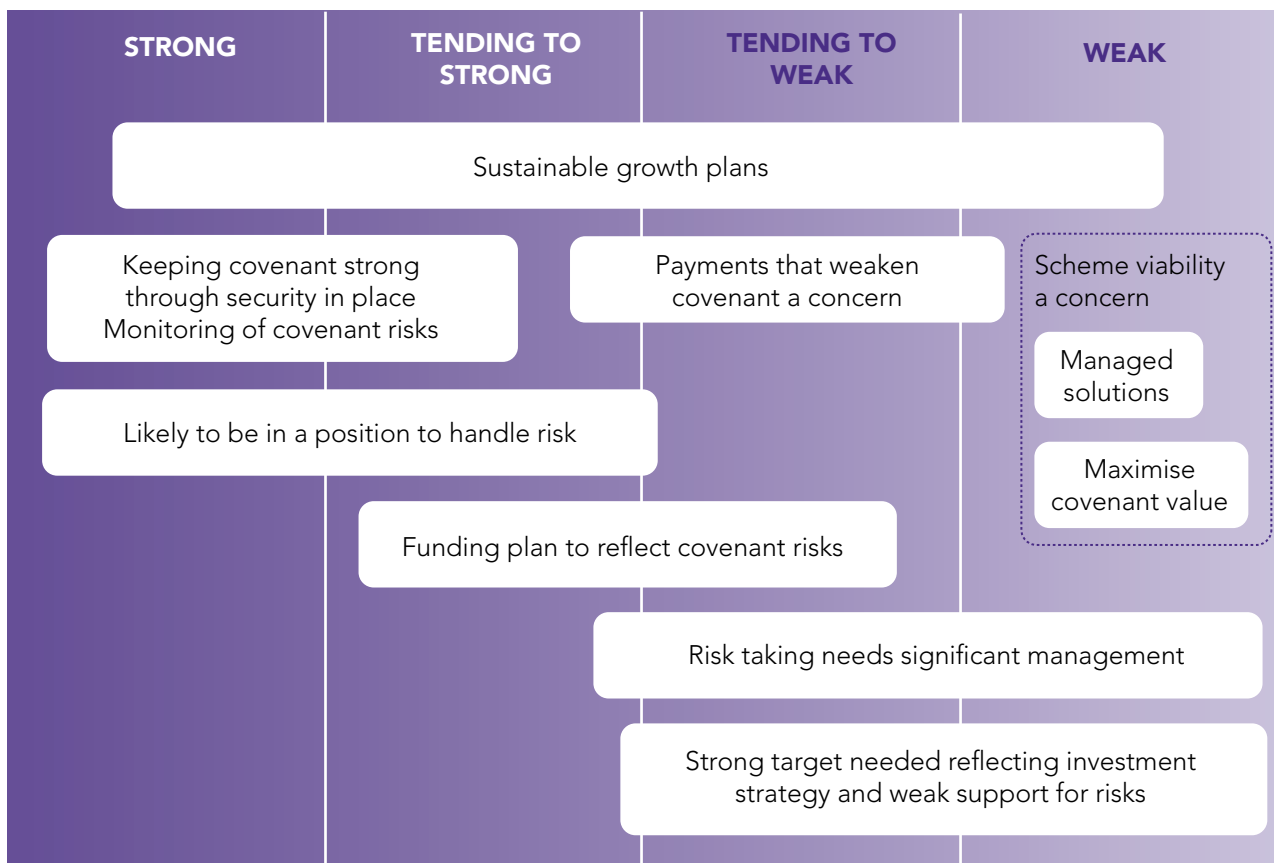 STRONG
TENDING TO
STRONG
TENDING TO
WEAK
WEAK
Sustainable growth plans
Keeping covenant strong
through security in place
Monitoring of covenant risks
Payments that weaken
covenant a concern
Scheme viability
a concern
Managed
solutions
Maximise
covenant value
Likely to be in a position to handle risk
Funding plan to reflect covenant risks
Risk taking needs significant management
Strong target needed reflecting investment
strategy and weak support for risks